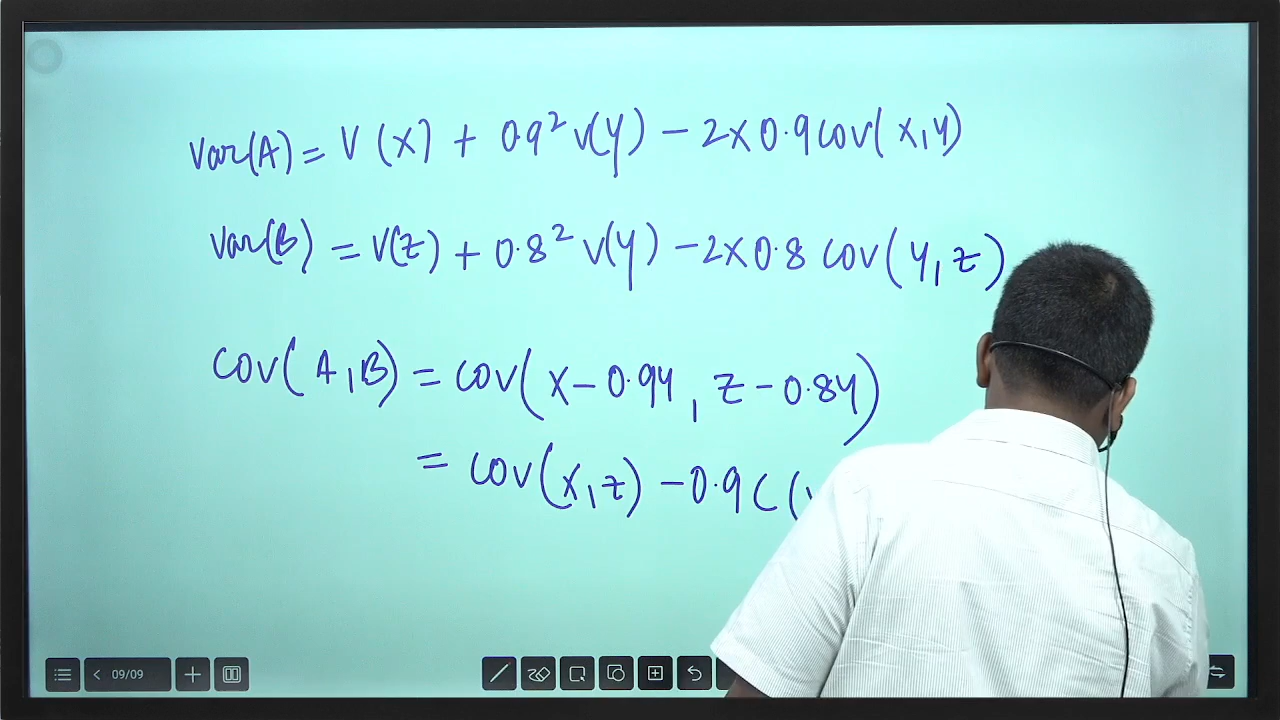 Var(A) = V(X) + 0.9² V(Y) - 2×0.9 Cov(X,Y)
Var(B) = V(Z) + 0.8² V(Y) - 2×0.8 Cov(Y,Z)
Cov(A,B) = Cov(X-0.9Y, Z-0.8Y)
= Cov(X,Z) - 0.9 C(
09/09